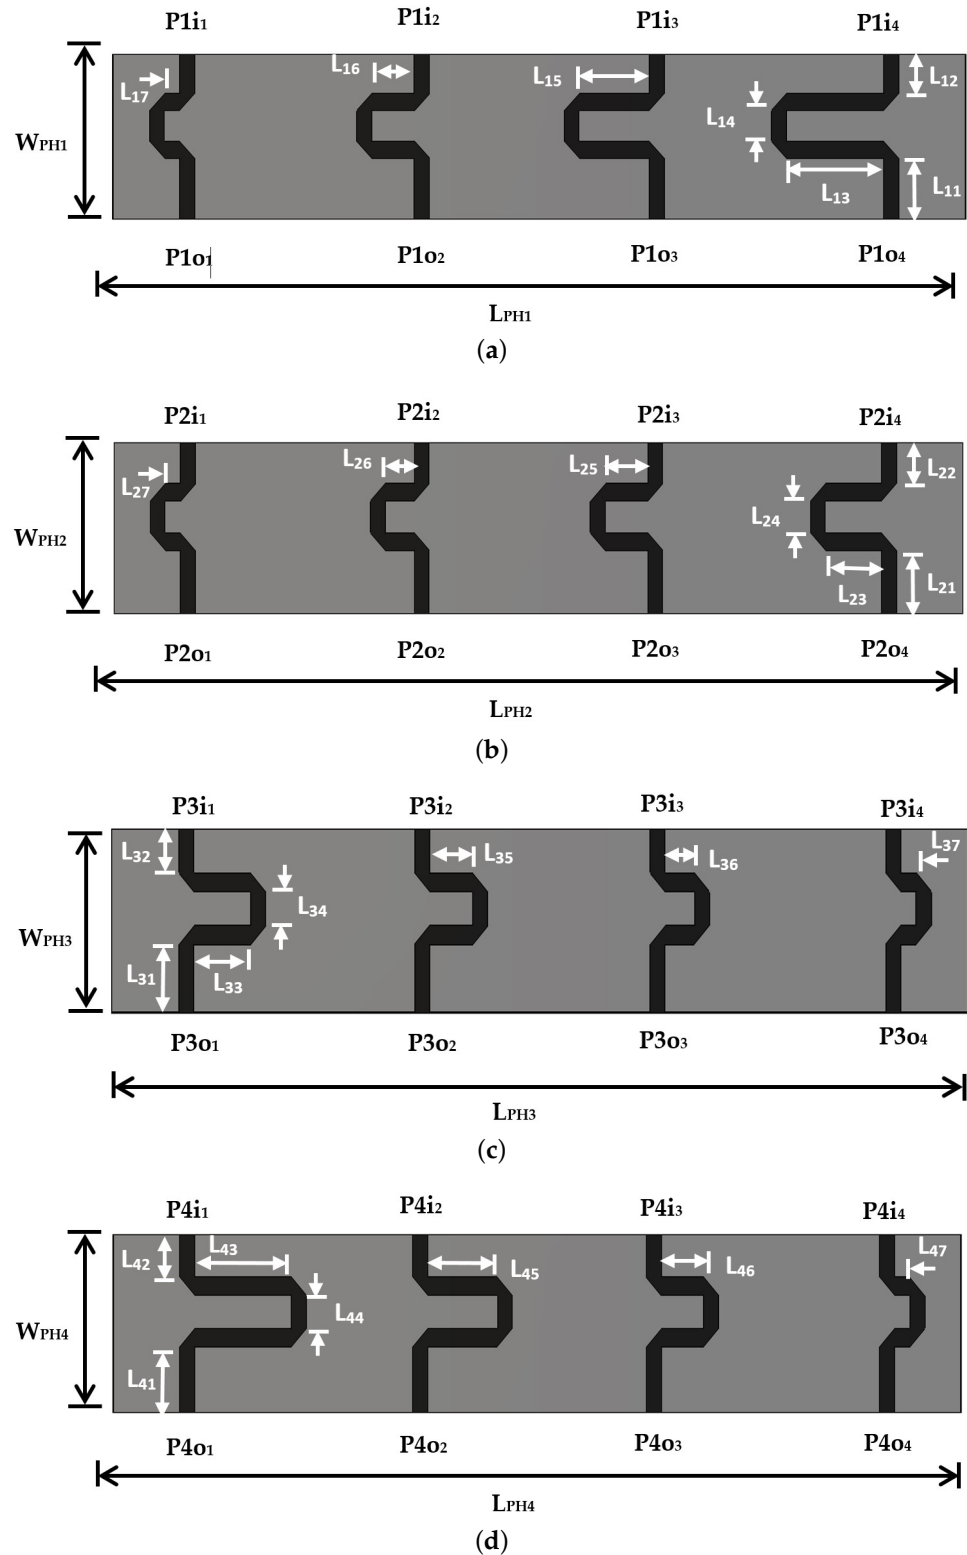 P1i1 P1i2 P1i3 P1i4
L17 L16 L15 L14 L13 L12 L11
WPH1
P1o1 P1o2 P1o3 P1o4
LPH1
(a)
P2i1 P2i2 P2i3 P2i4
L27 L26 L25 L24 L23 L22 L21
WPH2
P2o1 P2o2 P2o3 P2o4
LPH2
(b)
P3i1 P3i2 P3i3 P3i4
L32 L31 L33 L34 L35 L36 L37
WPH3
P3o1 P3o2 P3o3 P3o4
LPH3
(c)
P4i1 P4i2 P4i3 P4i4
L42 L41 L43 L44 L45 L46 L47
WPH4
P4o1 P4o2 P4o3 P4o4
LPH4
(d)